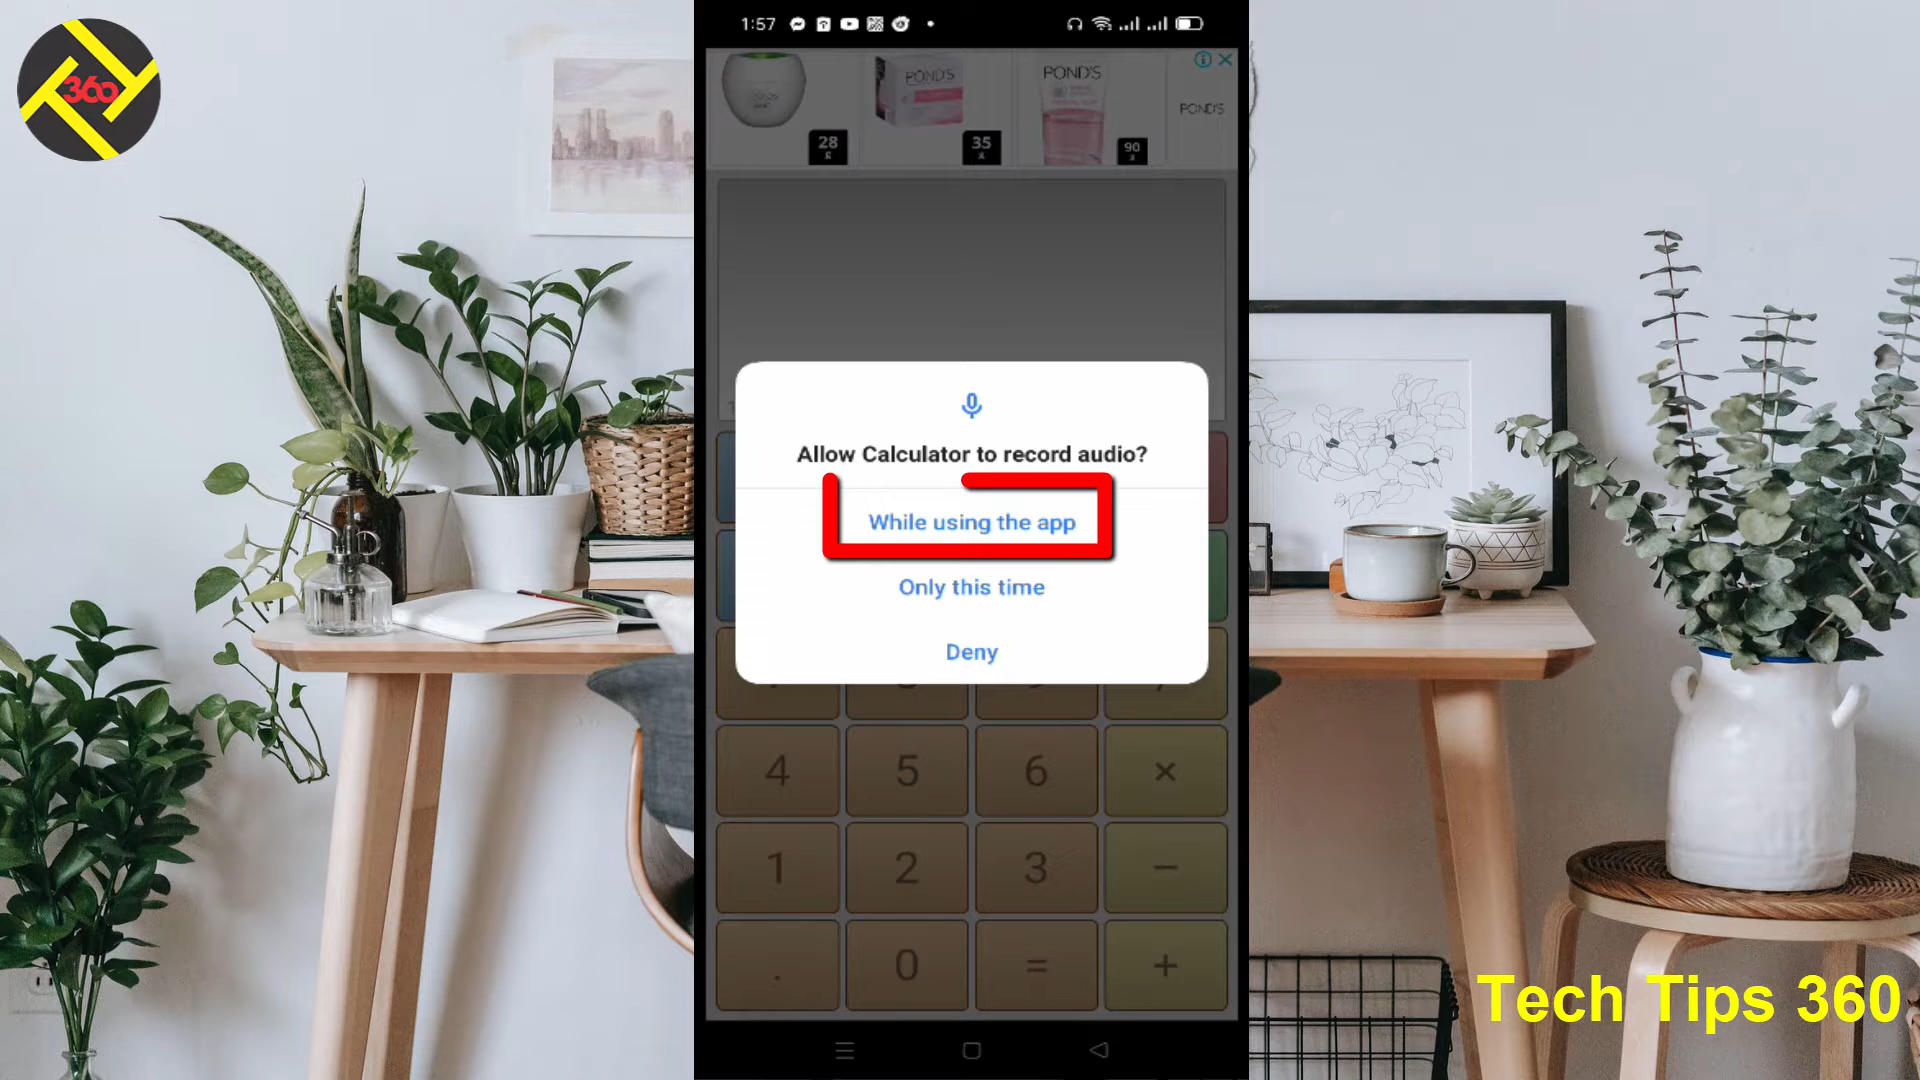 360
1:57
POND'S
POND'S
POND'S
28
g
35
g
90
g
Allow Calculator to record audio?
While using the app
Only this time
Deny
4 5 6 ×
1 2 3 −
. 0 = +
Tech Tips 360